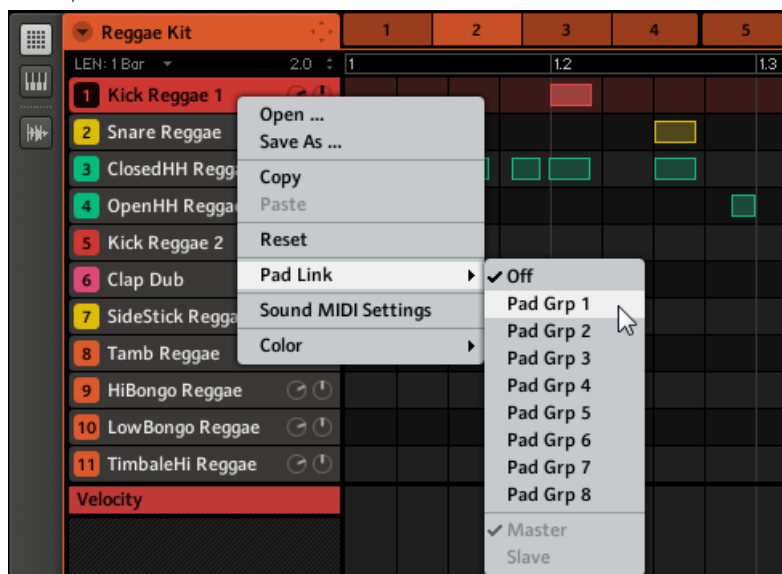 Reggae Kit 1 2 3 4 5
LEN: 1 Bar 2.0 1 1.2 1.3
1 Kick Reggae 1
2 Snare Reggae
3 ClosedHH Regg
4 OpenHH Regga
5 Kick Reggae 2
6 Clap Dub
7 SideStick Regga
8 Tamb Reggae
9 HiBongo Reggae
10 LowBongo Reggae
11 TimbaleHi Reggae
Velocity
Open ...
Save As ...
Copy
Paste
Reset
Pad Link
Sound MIDI Settings
Color
Off
Pad Grp 1
Pad Grp 2
Pad Grp 3
Pad Grp 4
Pad Grp 5
Pad Grp 6
Pad Grp 7
Pad Grp 8
Master
Slave